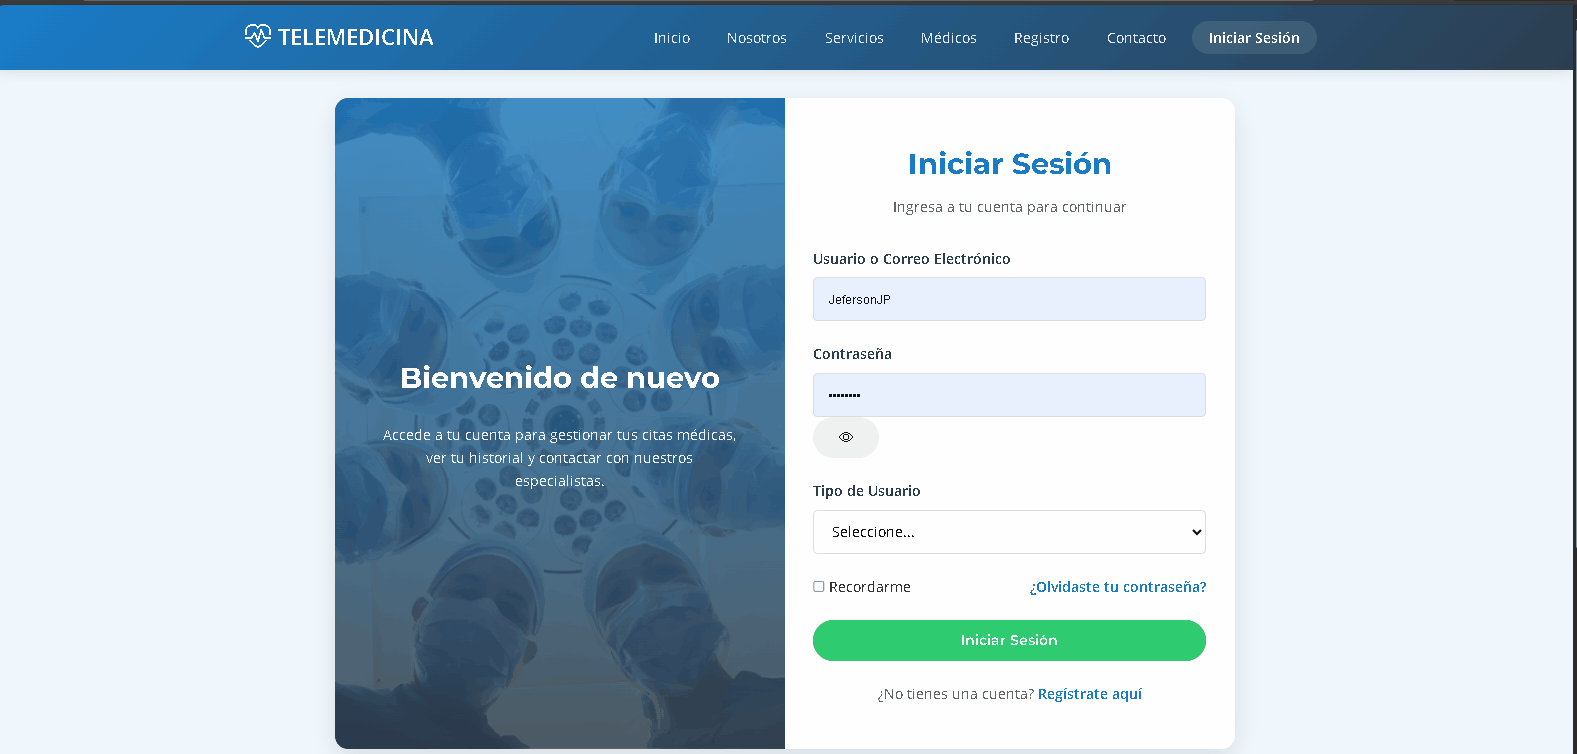 TELEMEDICINA
Inicio Nosotros Servicios Médicos Registro Contacto Iniciar Sesión
Bienvenido de nuevo
Accede a tu cuenta para gestionar tus citas médicas,
ver tu historial y contactar con nuestros
especialistas.
Iniciar Sesión
Ingresa a tu cuenta para continuar
Usuario o Correo Electrónico
JefersonJP
Contraseña
••••••••
Tipo de Usuario
Seleccione...
Recordarme ¿Olvidaste tu contraseña?
Iniciar Sesión
¿No tienes una cuenta? Regístrate aquí